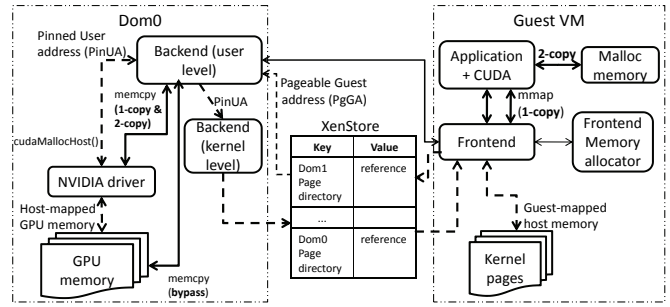 Dom0
Guest VM
Pinned User
address (PinUA)
Backend (user
level)
memcpy
(1-copy &
2-copy)
PinUA
cudaMallocHost()
Backend
(kernel
level)
NVIDIA driver
Host-mapped
GPU memory
GPU
memory
memcpy
(bypass)
Pageable Guest
address (PgGA)
XenStore
Key
Value
Dom1
Page
directory
reference
...
Dom0
Page
directory
reference
Application
+ CUDA
2-copy
Malloc
memory
mmap
(1-copy)
Frontend
Frontend
Memory
allocator
Guest-mapped
host memory
Kernel
pages